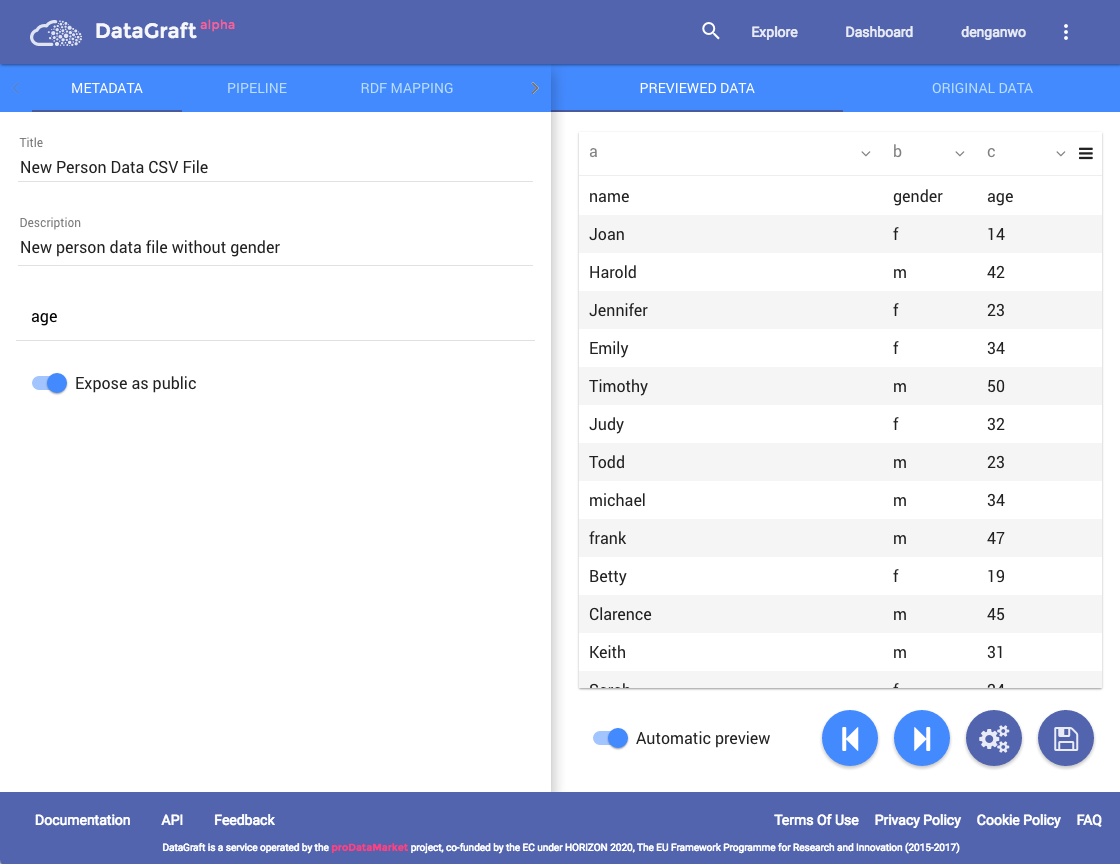 DataGraft alpha
Explore Dashboard denganwo
METADATA PIPELINE RDF MAPPING
PREVIEWED DATA ORIGINAL DATA
Title
New Person Data CSV File
Description
New person data file without gender
age
Expose as public
a b c
name gender age
Joan f 14
Harold m 42
Jennifer f 23
Emily f 34
Timothy m 50
Judy f 32
Todd m 23
michael m 34
frank m 47
Betty f 19
Clarence m 45
Keith m 31
Sarah f 34
Automatic preview
Documentation API Feedback
Terms Of Use Privacy Policy Cookie Policy FAQ
DataGraft is a service operated by the proDataMarket project, co-funded by the EC under HORIZON 2020, The EU Framework Programme for Research and Innovation (2015-2017)